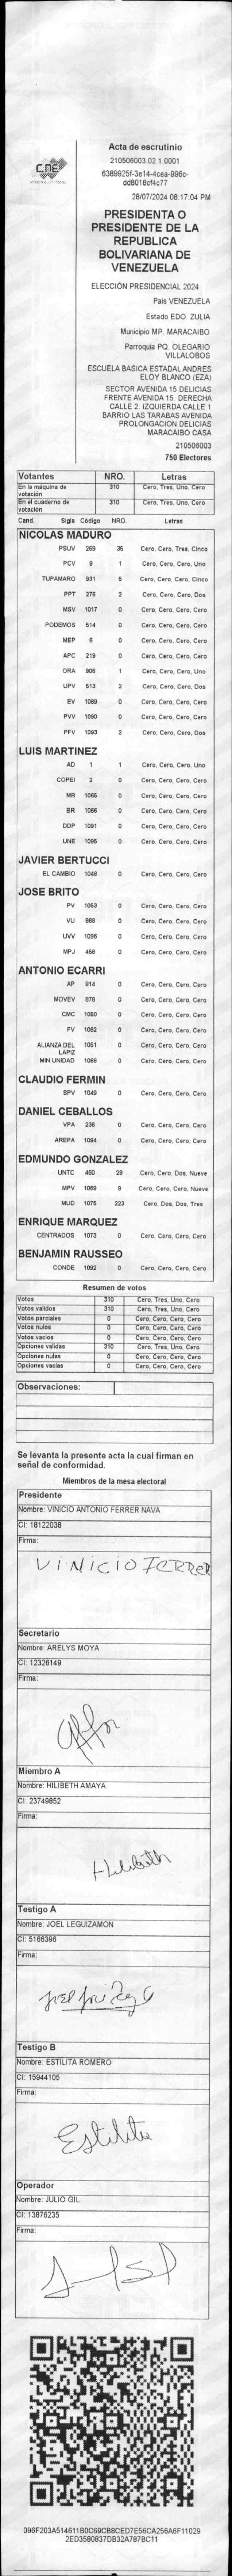 cne
Acta de escrutinio
210506003.02.1.0001
6389925f-3e14-4cea-996c-
dd8018cf4c77
28/07/2024 08:17:04 PM
PRESIDENTA O
PRESIDENTE DE LA
REPUBLICA
BOLIVARIANA DE
VENEZUELA
ELECCIÓN PRESIDENCIAL 2024
Pais VENEZUELA
Estado EDO. ZULIA
Municipio MP. MARACAIBO
Parroquia PQ. OLEGARIO
VILLALOBOS
ESCUELA BASICA ESTADAL ANDRES
ELOY BLANCO (EZA)
SECTOR AVENIDA 15 DELICIAS
FRENTE AVENIDA 15. DERECHA
CALLE 2. IZQUIERDA CALLE 1
BARRIO LAS TARABAS AVENIDA
PROLONGACION DELICIAS
MARACAIBO CASA
210506003
750 Electores
Votantes NRO. Letras
En la máquina de votación 310 Cero, Tres, Uno, Cero
En el cuaderno de votación 310 Cero, Tres, Uno, Cero
Cand. Sigla Código NRO. Letras
NICOLAS MADURO
PSUV 269 35 Cero, Cero, Tres, Cinco
PCV 9 1 Cero, Cero, Cero, Uno
TUPAMARO 931 5 Cero, Cero, Cero, Cinco
PPT 278 2 Cero, Cero, Cero, Dos
MSV 1017 0 Cero, Cero, Cero, Cero
PODEMOS 514 0 Cero, Cero, Cero, Cero
MEP 6 0 Cero, Cero, Cero, Cero
APC 219 0 Cero, Cero, Cero, Cero
ORA 906 1 Cero, Cero, Cero, Uno
UPV 513 2 Cero, Cero, Cero, Dos
EV 1089 0 Cero, Cero, Cero, Cero
PVV 1090 0 Cero, Cero, Cero, Cero
PFV 1093 2 Cero, Cero, Cero, Dos
LUIS MARTINEZ
AD 1 1 Cero, Cero, Cero, Uno
COPEI 2 0 Cero, Cero, Cero, Cero
MR 1065 0 Cero, Cero, Cero, Cero
BR 1066 0 Cero, Cero, Cero, Cero
DDP 1091 0 Cero, Cero, Cero, Cero
UNE 1095 0 Cero, Cero, Cero, Cero
JAVIER BERTUCCI
EL CAMBIO 1048 0 Cero, Cero, Cero, Cero
JOSE BRITO
PV 1053 0 Cero, Cero, Cero, Cero
VU 868 0 Cero, Cero, Cero, Cero
UVV 1096 0 Cero, Cero, Cero, Cero
MPJ 458 0 Cero, Cero, Cero, Cero
ANTONIO ECARRI
AP 914 0 Cero, Cero, Cero, Cero
MOVEV 878 0 Cero, Cero, Cero, Cero
CMC 1050 0 Cero, Cero, Cero, Cero
FV 1082 0 Cero, Cero, Cero, Cero
ALIANZA DEL LAPIZ 1051 0 Cero, Cero, Cero, Cero
MIN UNIDAD 1068 0 Cero, Cero, Cero, Cero
CLAUDIO FERMIN
SPV 1049 0 Cero, Cero, Cero, Cero
DANIEL CEBALLOS
VPA 236 0 Cero, Cero, Cero, Cero
AREPA 1094 0 Cero, Cero, Cero, Cero
EDMUNDO GONZALEZ
UNTC 460 29 Cero, Cero, Dos, Nueve
MPV 1069 9 Cero, Cero, Cero, Nueve
MUD 1075 223 Cero, Dos, Dos, Tres
ENRIQUE MARQUEZ
CENTRADOS 1073 0 Cero, Cero, Cero, Cero
BENJAMIN RAUSSEO
CONDE 1092 0 Cero, Cero, Cero, Cero
Resumen de votos
Votos 310 Cero, Tres, Uno, Cero
Votos validos 310 Cero, Tres, Uno, Cero
Votos parciales 0 Cero, Cero, Cero, Cero
Votos nulos 0 Cero, Cero, Cero, Cero
Votos vacios 0 Cero, Cero, Cero, Cero
Opciones validas 310 Cero, Tres, Uno, Cero
Opciones nulas 0 Cero, Cero, Cero, Cero
Opciones vacias 0 Cero, Cero, Cero, Cero
Observaciones:
Se levanta la presente acta la cual firman en
señal de conformidad.
Miembros de la mesa electoral
Presidente
Nombre: VINICIO ANTONIO FERRER NAVA
CI: 18122038
Firma:
VINICIO FERRER
Secretario
Nombre: ARELYS MOYA
CI: 12326149
Firma:
Miembro A
Nombre: HILIBETH AMAYA
CI: 23749852
Firma:
Hilibeth
Testigo A
Nombre: JOEL LEGUIZAMON
CI: 5166396
Firma:
Testigo B
Nombre: ESTILITA ROMERO
CI: 15944105
Firma:
Estilita
Operador
Nombre: JULIO GIL
CI: 13876235
Firma:
096F203A514611B0C69CB8CED7E56CA256A6F11029
2ED3580837DB32A787BC11